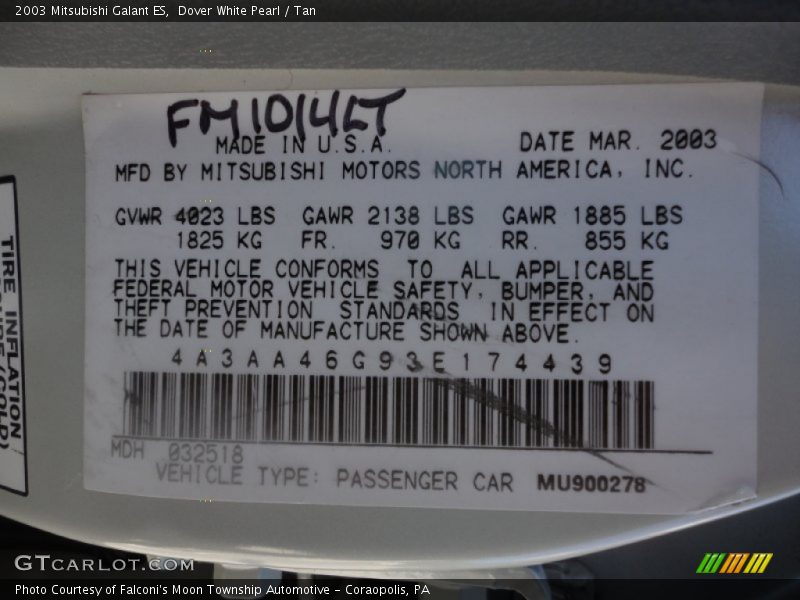 2003 Mitsubishi Galant ES,  Dover White Pearl / Tan
FM1014LT
MADE IN U.S.A.    DATE MAR. 2003
MFD BY MITSUBISHI MOTORS NORTH AMERICA, INC.
GVWR 4023 LBS  GAWR 2138 LBS  GAWR 1885 LBS
1825 KG  FR.  970 KG  RR.  855 KG
THIS VEHICLE CONFORMS TO ALL APPLICABLE
FEDERAL MOTOR VEHICLE SAFETY, BUMPER, AND
THEFT PREVENTION STANDARDS IN EFFECT ON
THE DATE OF MANUFACTURE SHOWN ABOVE.
4A3AA46G93E174439
MDH 032518
VEHICLE TYPE: PASSENGER CAR  MU900278
TIRE INFLATION
(COLD)
GTCARLOT.COM
Photo Courtesy of Falconi's Moon Township Automotive – Coraopolis, PA